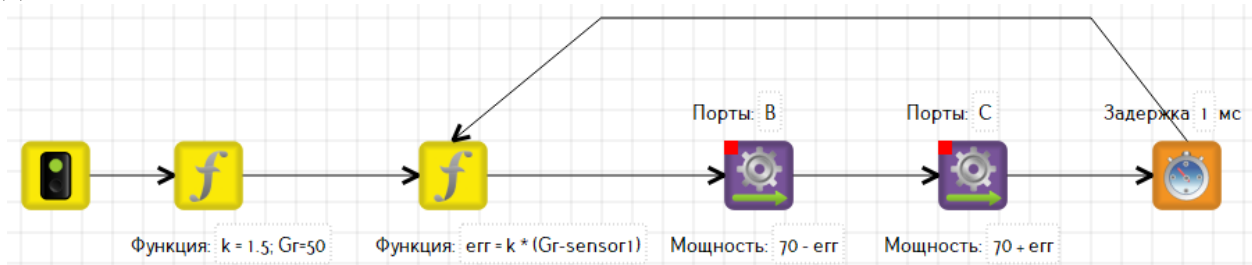 Порты: B
Порты: C
Задержка 1 мс
Функция: k = 1.5; Gr=50
Функция: err = k * (Gr-sensor1)
Мощность: 70 - err
Мощность: 70 + err